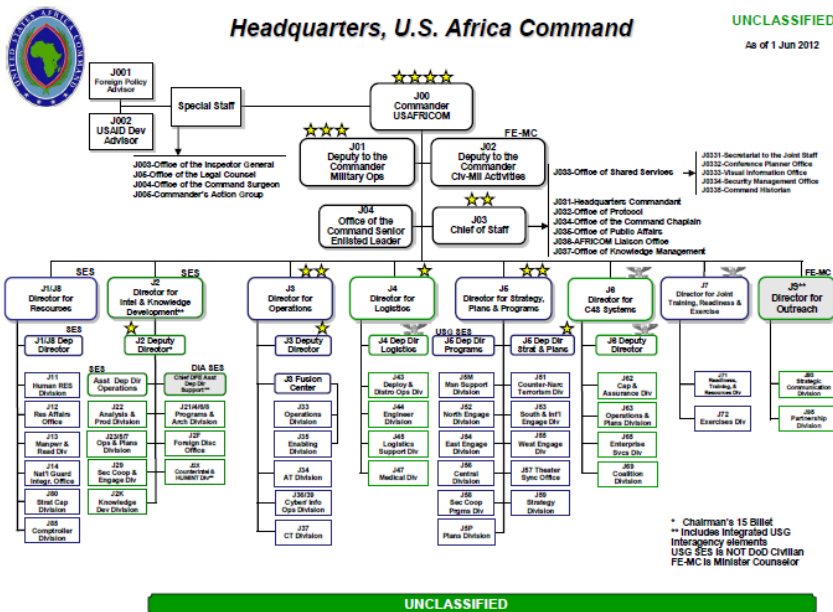 Headquarters, U.S. Africa Command
UNCLASSIFIED
As of 1 Jun 2012
UNITED STATES AFRICA COMMAND
J001
Foreign Policy
Advisor
J002
USAID Dev
Advisor
Special Staff
J00
Commander
USAFRICOM
J003-Office of the Inspector General
J05-Office of the Legal Counsel
J004-Office of the Command Surgeon
J006-Commander's Action Group
J01
Deputy to the
Commander
Military Ops
FE-MC
J02
Deputy to the
Commander
Civ-Mil Activities
J04
Office of the
Command Senior
Enlisted Leader
J03
Chief of Staff
J033-Office of Shared Services
J0331-Secretariat to the Joint Staff
J0332-Conference Planner Office
J0333-Visual Information Office
J0334-Security Management Office
J0335-Command Historian
J031-Headquarters Commandant
J032-Office of Protocol
J034-Office of the Command Chaplain
J035-Office of Public Affairs
J036-AFRICOM Liaison Office
J037-Office of Knowledge Management
SES
J1/J8
Director for
Resources
SES
J1/J8 Dep
Director
J11
Human RES
Division
J12
Res Affairs
Office
J13
Manpwr &
Read Div
J14
Nat'l Guard
Integr. Office
J80
Strat Cap
Division
J85
Comptroller
Division
SES
J2
Director for
Intel & Knowledge
Development**
J2 Deputy
Director*
SES
Asst Dep Dir
Operations
J22
Analysis &
Prod Division
J23/5/7
Ops & Plans
Division
J29
Sec Coop &
Engage Div
J2K
Knowledge
Dev Division
DIA SES
Chief DFE Asst
Dep Dir
Support**
J21/4/6/8
Programs &
Arch Division
J2F
Foreign Disc
Office
J2X
Counterintel &
HUMINT Div**
J3
Director for
Operations
J3 Deputy
Director
J3 Fusion
Center
J33
Operations
Division
J35
Enabling
Division
J34
AT Division
J36/39
Cyber/ Info
Ops Division
J37
CT Division
J4
Director for
Logistics
J4 Dep Dir
Logistics
J43
Deploy &
Distro Ops Div
J44
Engineer
Division
J45
Logistics
Support Div
J47
Medical Div
J5
Director for Strategy,
Plans & Programs
USG SES
J5 Dep Dir
Programs
J5M
Man Support
Division
J52
North Engage
Division
J54
East Engage
Division
J56
Central
Division
J58
Sec Coop
Prgms Div
J5P
Plans Division
J5 Dep Dir
Strat & Plans
J51
Counter-Narc
Terrorism Div
J53
South & Int'l
Engage Div
J55
West Engage
Div
J57 Theater
Sync Office
J59
Strategy
Division
J6
Director for
C4S Systems
J6 Deputy
Director
J62
Cap &
Assurance Div
J63
Operations &
Plans Division
J65
Enterprise
Svcs Div
J69
Coalition
Division
J7
Director for Joint
Training, Readiness &
Exercise
J71
Readiness,
Training, &
Resources Div
J72
Exercises Div
FE-MC
J9**
Director for
Outreach
J93
Strategic
Communication
Division
J95
Partnership
Division
* Chairman's 15 Billet
** Includes Integrated USG
Interagency elements
USG SES is NOT DoD Civilian
FE-MC is Minister Counselor
UNCLASSIFIED